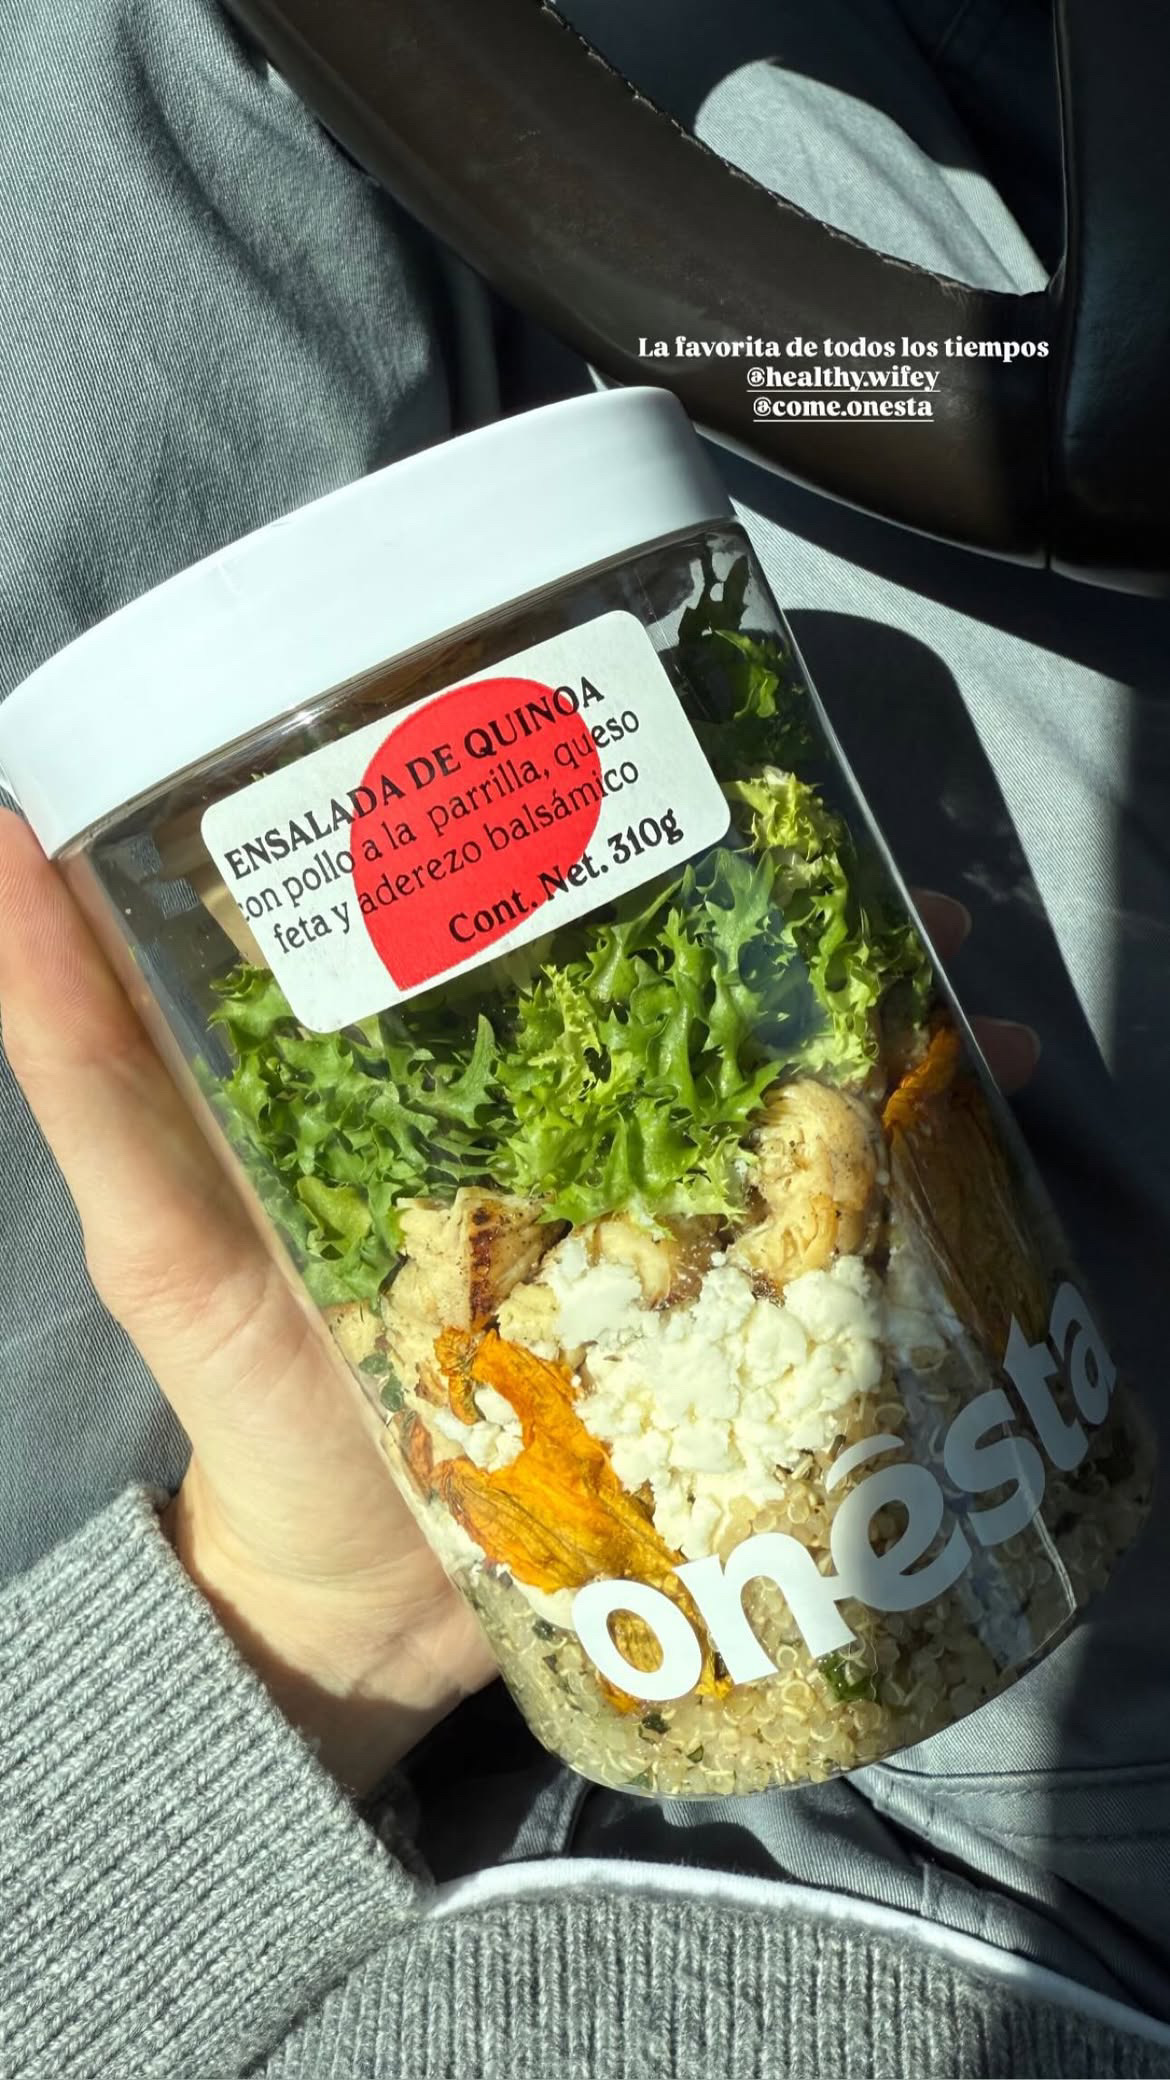 La favorita de todos los tiempos
@healthy.wifey
@come.onesta
ENSALADA DE QUINOA
con pollo a la parrilla, queso
feta y aderezo balsámico
Cont. Net. 310g
onésta